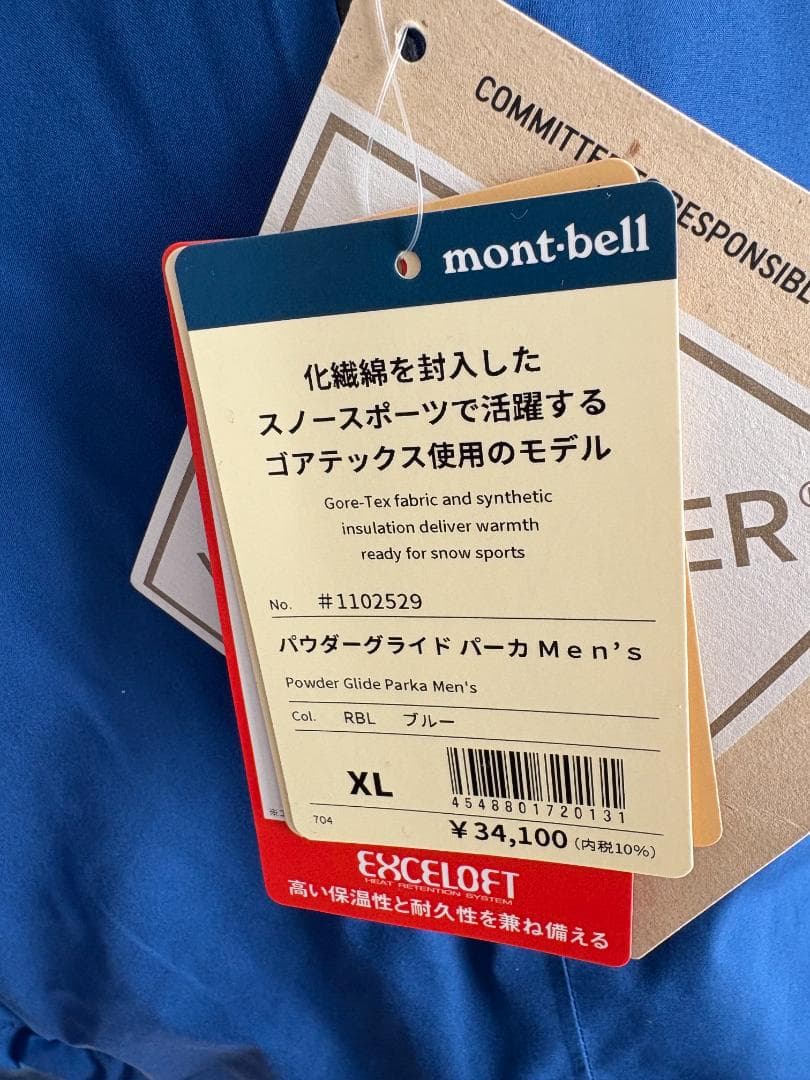 COMMITTED TO RESPONSIBLE
mont·bell
化繊綿を封入した
スノースポーツで活躍する
ゴアテックス使用のモデル
Gore-Tex fabric and synthetic
insulation deliver warmth
ready for snow sports
No. #1102529
パウダーグライド パーカ Men's
Powder Glide Parka Men's
Col. RBL ブルー
XL
4548801720131
704
¥34,100(内税10%)
ER®
EXCELOFT
HEAT RETENTION SYSTEM
高い保温性と耐久性を兼ね備える